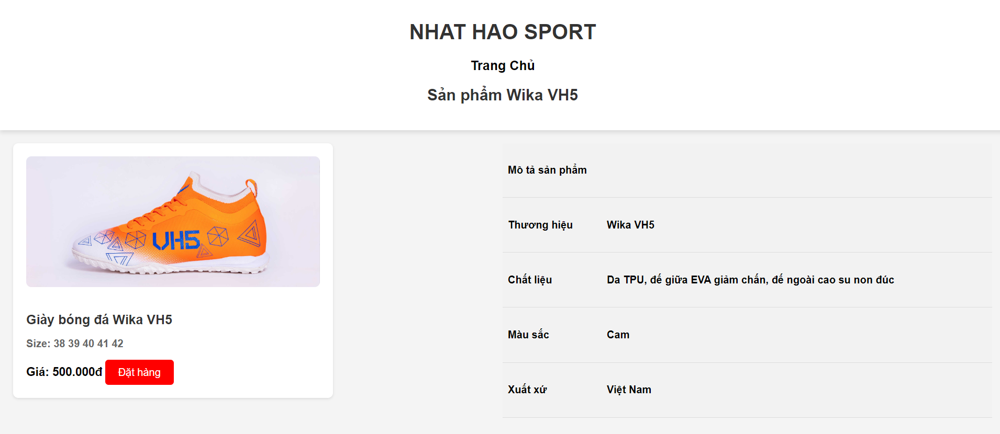 NHAT HAO SPORT
Trang Chủ
Sản phẩm Wika VH5
VH5
Giày bóng đá Wika VH5
Size: 38 39 40 41 42
Giá: 500.000đ Đặt hàng
Mô tả sản phẩm
Thương hiệu Wika VH5
Chất liệu Da TPU, đế giữa EVA giảm chấn, đế ngoài cao su non đúc
Màu sắc Cam
Xuất xứ Việt Nam